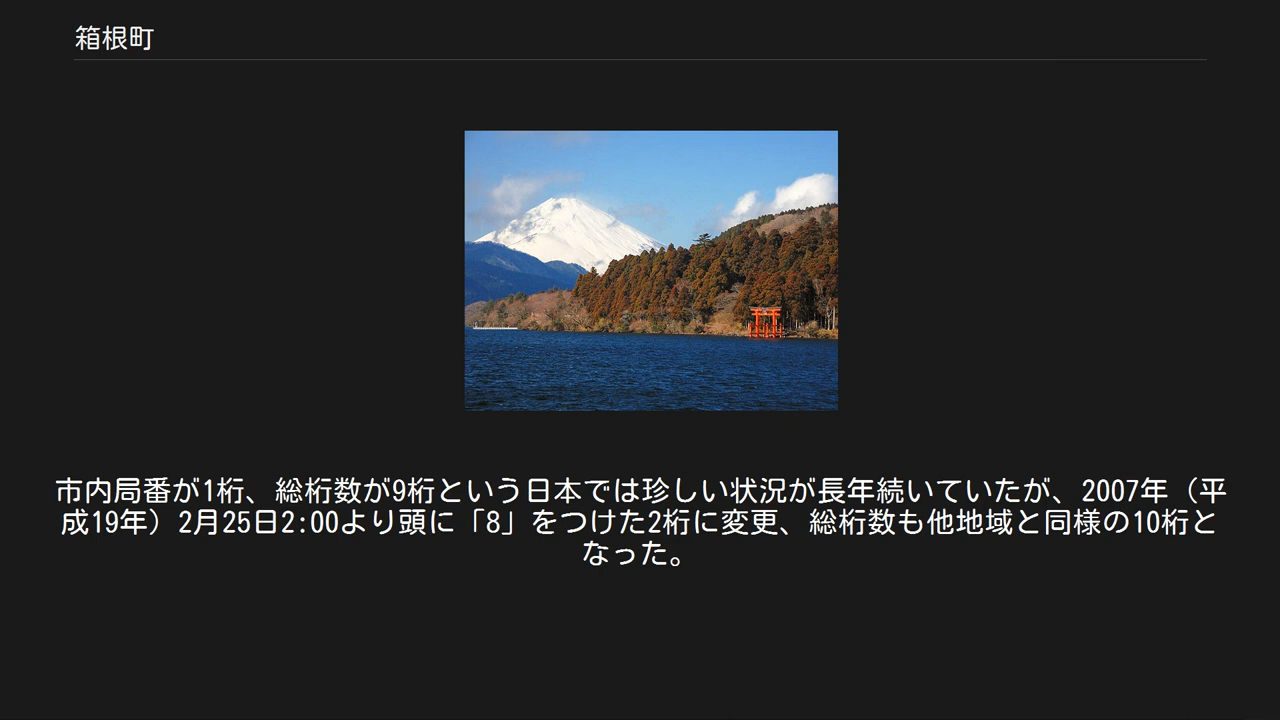 箱根町
市内局番が1桁、総桁数が9桁という日本では珍しい状況が長年続いていたが、2007年（平
成19年）2月25日2:00より頭に「8」をつけた2桁に変更、総桁数も他地域と同様の10桁と
なった。